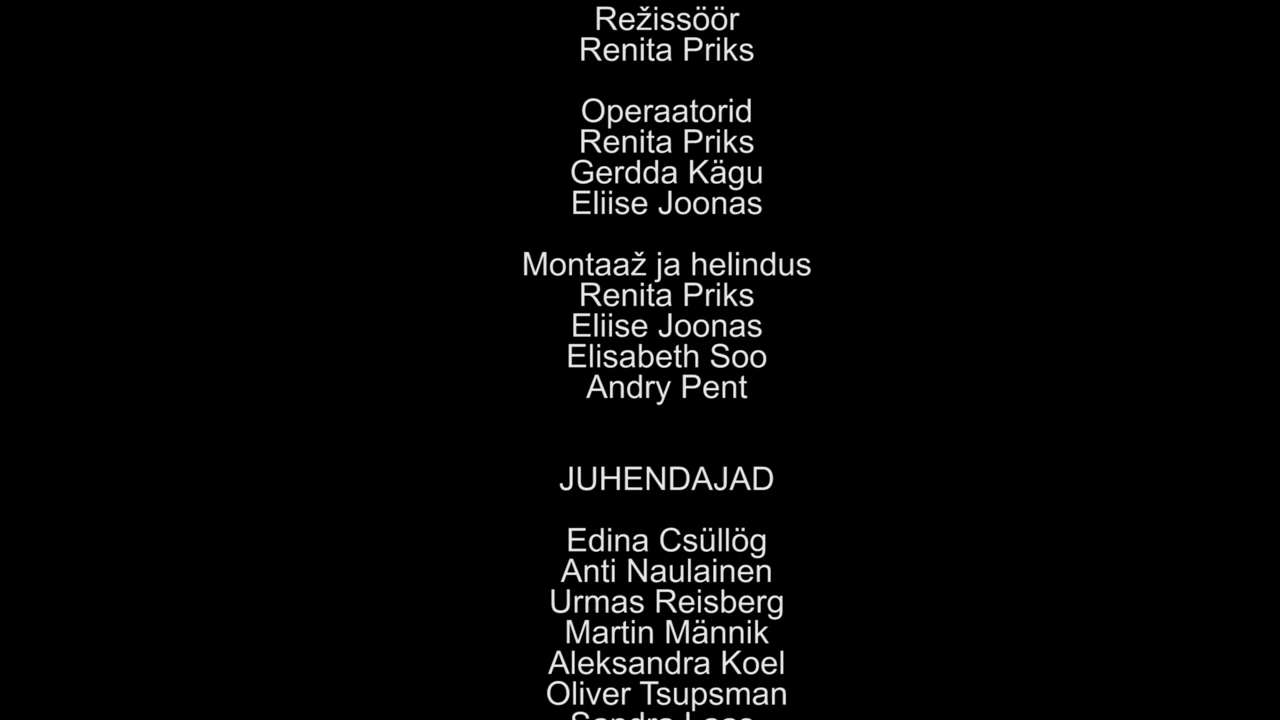 Režissöör
Renita Priks
Operaatorid
Renita Priks
Gerdda Kägu
Eliise Joonas
Montaaž ja helindus
Renita Priks
Eliise Joonas
Elisabeth Soo
Andry Pent
JUHENDAJAD
Edina Csüllög
Anti Naulainen
Urmas Reisberg
Martin Männik
Aleksandra Koel
Oliver Tsupsman